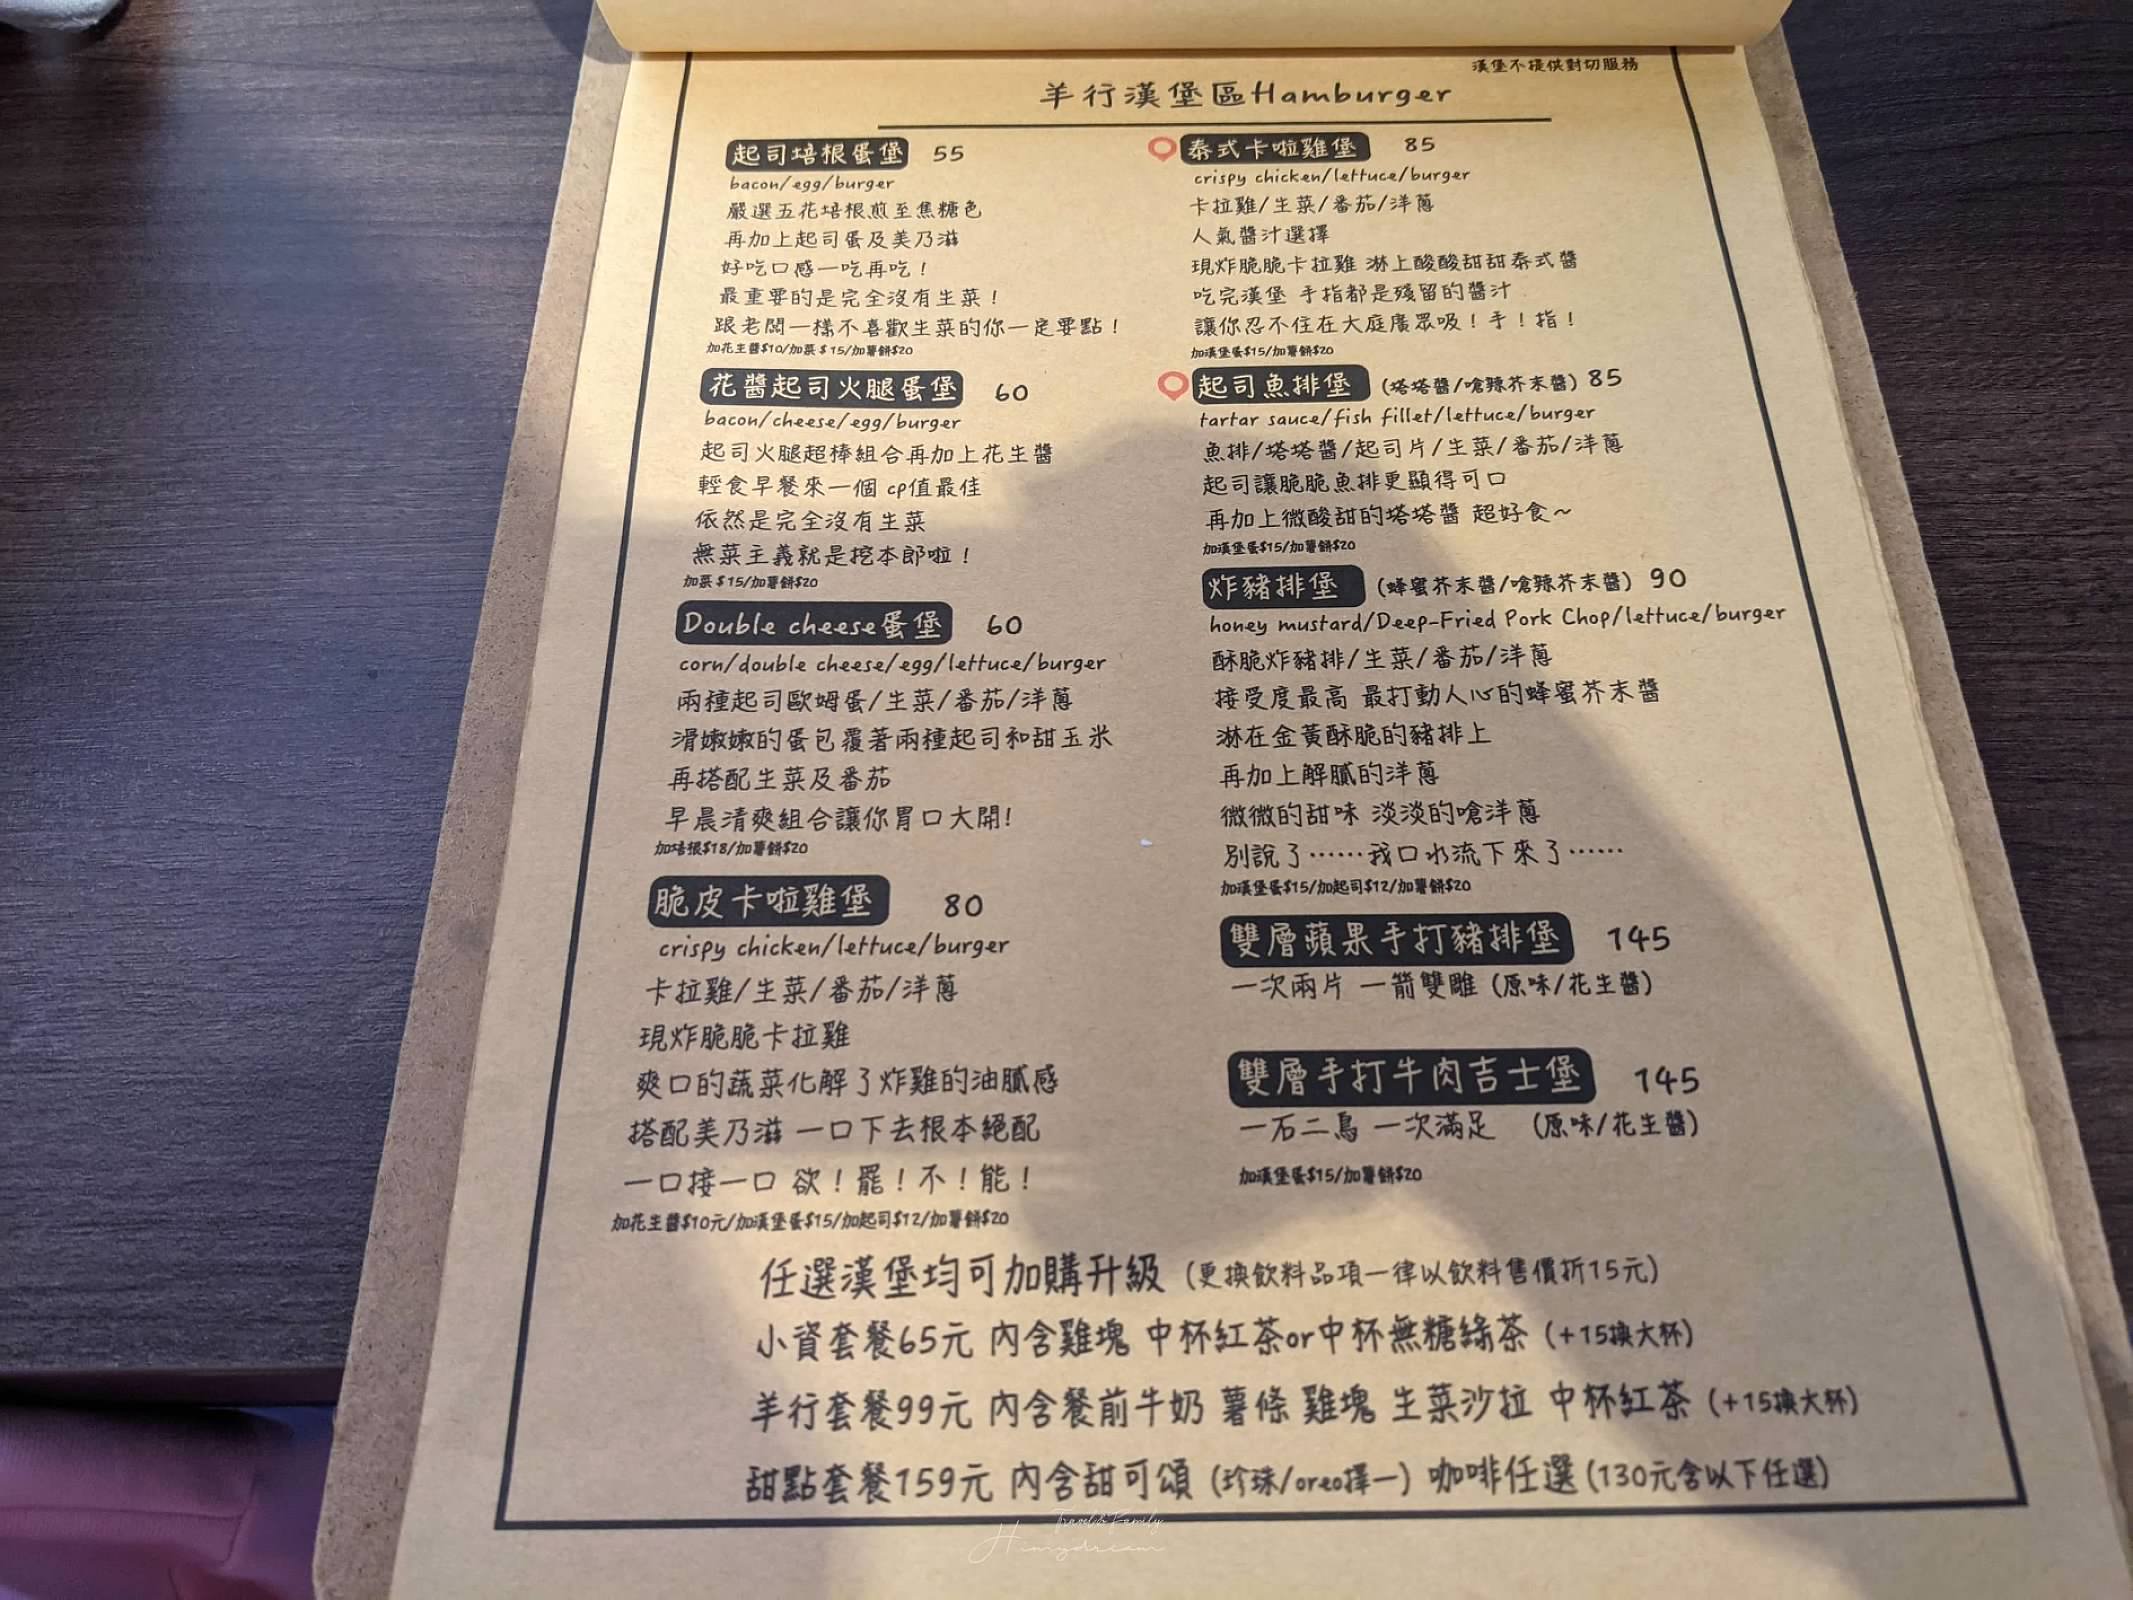 漢堡不提供對切服務
羊行漢堡區Hamburger
起司培根蛋堡 55
bacon/egg/burger
嚴選五花培根煎至焦糖色
再加上起司蛋及美乃滋
好吃口感一吃再吃！
最重要的是完全沒有生菜！
跟老闆一樣不喜歡生菜的你一定要點！
加花生醬$10/加菜＄15/加薯餅$20
花醬起司火腿蛋堡 60
bacon/cheese/egg/burger
起司火腿超棒組合再加上花生醬
輕食早餐來一個 cp值最佳
依然是完全沒有生菜
無菜主義就是挖本郎啦！
加菜＄15/加薯餅$20
Double cheese蛋堡 60
corn/double cheese/egg/lettuce/burger
兩種起司歐姆蛋/生菜/番茄/洋蔥
滑嫩嫩的蛋包覆著兩種起司和甜玉米
再搭配生菜及番茄
早晨清爽組合讓你胃口大開!
加培根$18/加薯餅$20
脆皮卡啦雞堡 80
crispy chicken/lettuce/burger
卡拉雞/生菜/番茄/洋蔥
現炸脆脆卡拉雞
爽口的蔬菜化解了炸雞的油膩感
搭配美乃滋 一口下去根本絕配
一口接一口 欲！罷！不！能！
加花生醬$10元/加漢堡蛋$15/加起司$12/加薯餅$20
泰式卡啦雞堡 85
crispy chicken/lettuce/burger
卡拉雞/生菜/番茄/洋蔥
人氣醬汁選擇
現炸脆脆卡拉雞 淋上酸酸甜甜泰式醬
吃完漢堡 手指都是殘留的醬汁
讓你忍不住在大庭廣眾吸！手！指！
加漢堡蛋$15/加薯餅$20
起司魚排堡 (塔塔醬/嗆辣芥末醬) 85
tartar sauce/fish fillet/lettuce/burger
魚排/塔塔醬/起司片/生菜/番茄/洋蔥
起司讓脆脆魚排更顯得可口
再加上微酸甜的塔塔醬 超好食～
加漢堡蛋$15/加薯餅$20
炸豬排堡 (蜂蜜芥末醬/嗆辣芥末醬) 90
honey mustard/Deep-Fried Pork Chop/lettuce/burger
酥脆炸豬排/生菜/番茄/洋蔥
接受度最高 最打動人心的蜂蜜芥末醬
淋在金黃酥脆的豬排上
再加上解膩的洋蔥
微微的甜味 淡淡的嗆洋蔥
別說了……我口水流下來了……
加漢堡蛋$15/加起司$12/加薯餅$20
雙層蘋果手打豬排堡 145
一次兩片 一箭雙鵰 (原味/花生醬)
雙層手打牛肉吉士堡 145
一石二鳥 一次滿足 (原味/花生醬)
加漢堡蛋$15/加薯餅$20
任選漢堡均可加購升級 (更換飲料品項一律以飲料售價折15元)
小資套餐65元 內含雞塊 中杯紅茶or中杯無糖綠茶 (+15換大杯)
羊行套餐99元 內含餐前牛奶 薯條 雞塊 生菜沙拉 中杯紅茶 (+15換大杯)
甜點套餐159元 內含甜可頌 (珍珠/oreo擇一) 咖啡任選 (130元含以下任選)
Travel&Family
Himydream